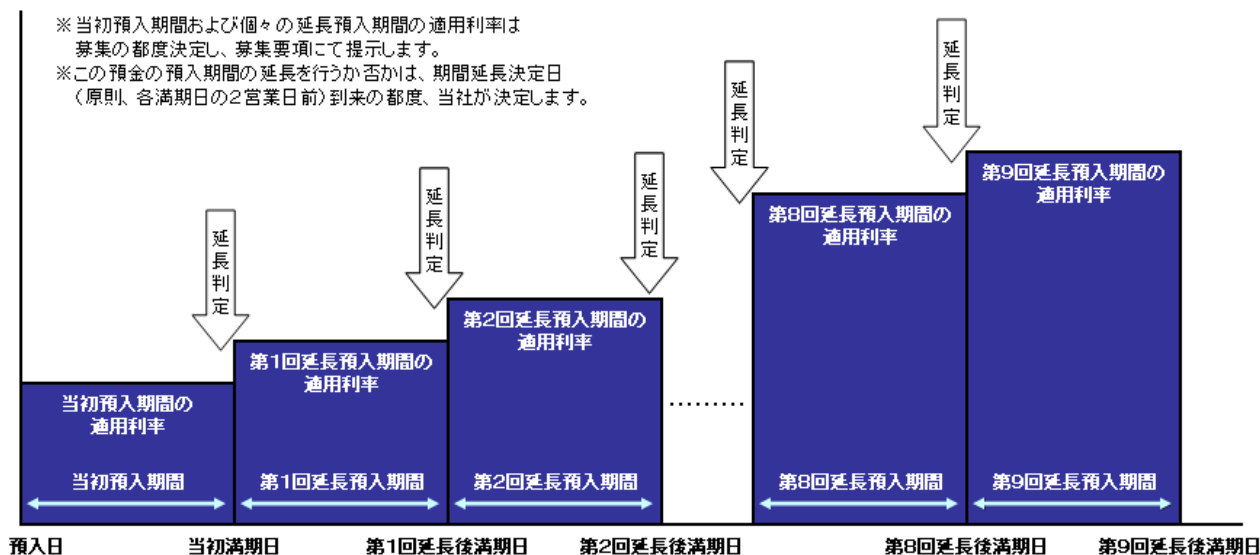 ※当初預入期間および個々の延長預入期間の適用利率は
募集の都度決定し、募集要項にて提示します。
※この預金の預入期間の延長を行うか否かは、期間延長決定日
（原則、各満期日の２営業日前）到来の都度、当社が決定します。
延長判定
延長判定
延長判定
延長判定
延長判定
当初預入期間の
適用利率
第1回延長預入期間の
適用利率
第2回延長預入期間の
適用利率
………
第8回延長預入期間の
適用利率
第9回延長預入期間の
適用利率
当初預入期間
第1回延長預入期間
第2回延長預入期間
第8回延長預入期間
第9回延長預入期間
預入日
当初満期日
第1回延長後満期日
第2回延長後満期日
第8回延長後満期日
第9回延長後満期日